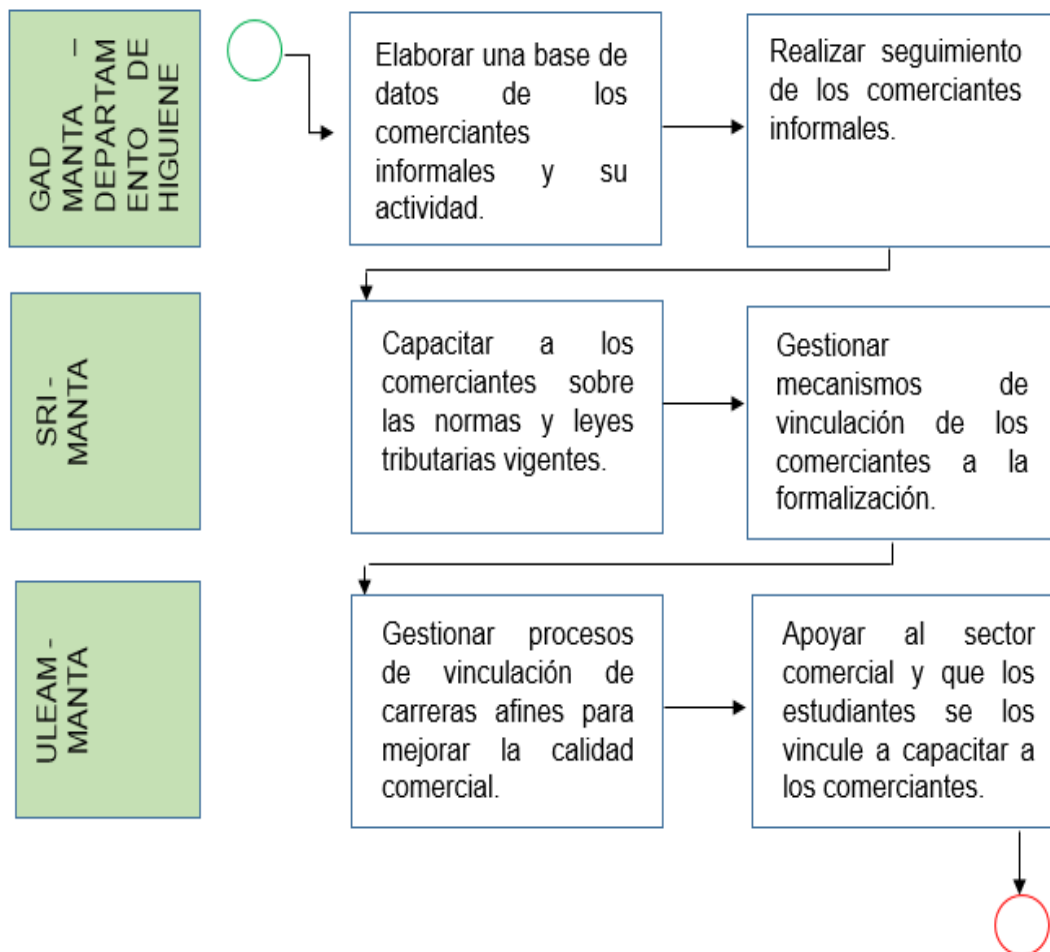 GAD
MANTA –
DEPARTAM
ENTO DE
HIGUIENE
Elaborar una base de
datos de los
comerciantes
informales y su
actividad.
Realizar seguimiento
de los comerciantes
informales.
SRI -
MANTA
Capacitar a los
comerciantes sobre
las normas y leyes
tributarias vigentes.
Gestionar
mecanismos de
vinculación de los
comerciantes a la
formalización.
ULEAM -
MANTA
Gestionar procesos
de vinculación de
carreras afines para
mejorar la calidad
comercial.
Apoyar al sector
comercial y que los
estudiantes se los
vincule a capacitar a
los comerciantes.